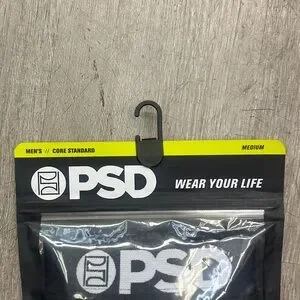 MEN'S // CORE STANDARD
MEDIUM
PSD
WEAR YOUR LIFE
PSD